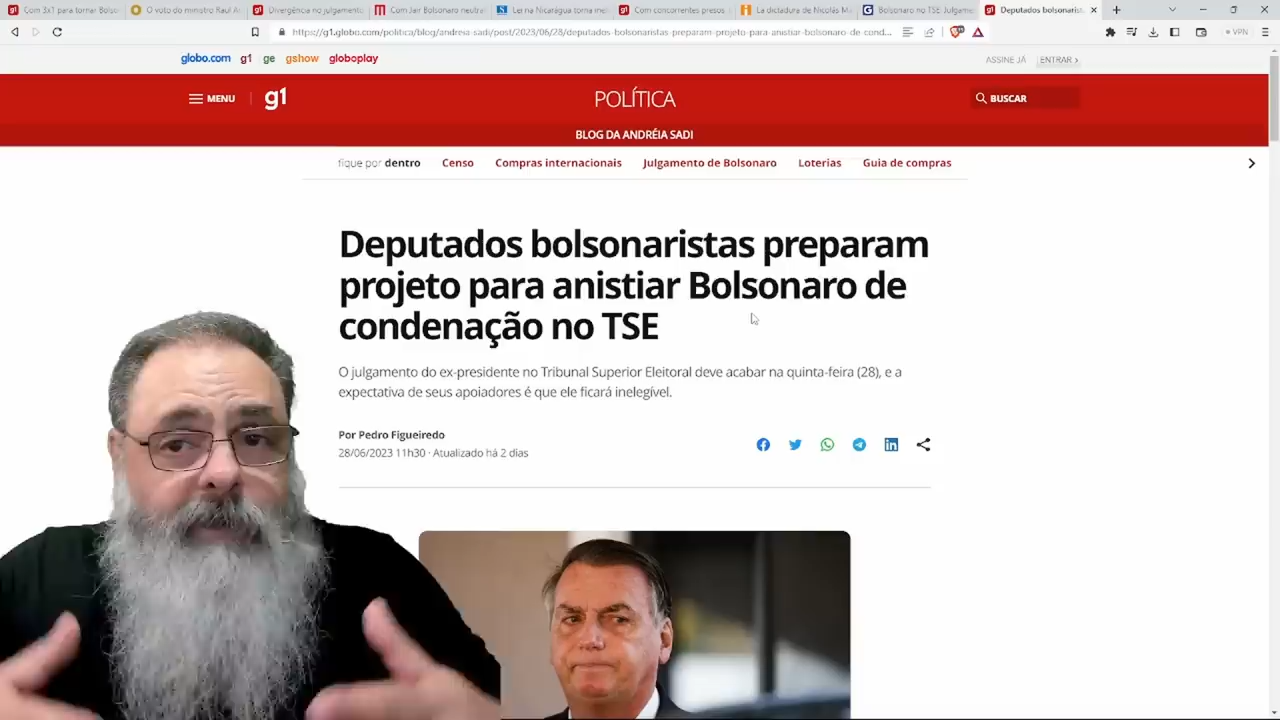 Com 3x1 para tornar Bolso
O voto do ministro Raul A
Divergência no julgamento
Com Jair Bolsonaro neutral
Lei na Nicarágua torna inel
Com concorrentes presos
La dictadura de Nicolás Ma
Bolsonaro no TSE: Julgame
Deputados bolsonarist
https://g1.globo.com/politica/blog/andreia-sadi/post/2023/06/28/deputados-bolsonaristas-preparam-projeto-para-anistiar-bolsonaro-de-cond...
VPN
globo.com g1 ge gshow globoplay
ASSINE JÁ ENTRAR ›
MENU g1 POLÍTICA BUSCAR
BLOG DA ANDRÉIA SADI
fique por dentro Censo Compras internacionais Julgamento de Bolsonaro Loterias Guia de compras
Deputados bolsonaristas preparam
projeto para anistiar Bolsonaro de
condenação no TSE
O julgamento do ex-presidente no Tribunal Superior Eleitoral deve acabar na quinta-feira (28), e a
expectativa de seus apoiadores é que ele ficará inelegível.
Por Pedro Figueiredo
28/06/2023 11h30 · Atualizado há 2 dias